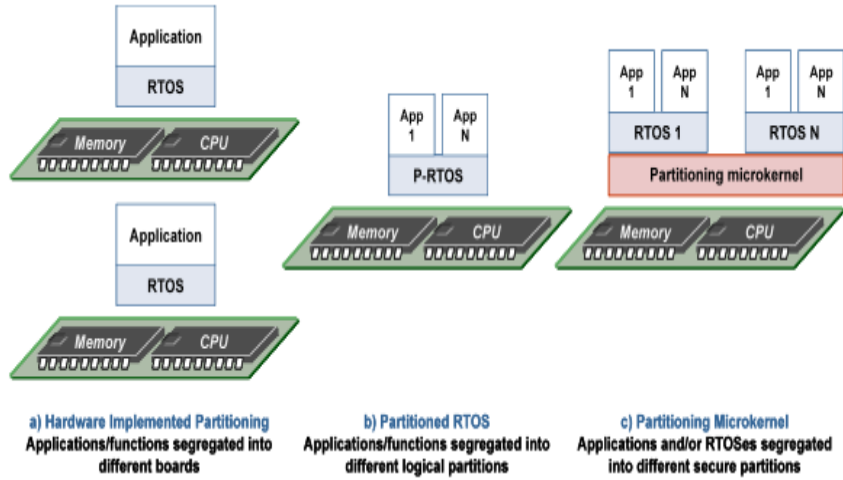 Application
RTOS
Memory CPU
Application
RTOS
Memory CPU
a) Hardware Implemented Partitioning
Applications/functions segregated into
different boards
App App
1 N
P-RTOS
Memory CPU
b) Partitioned RTOS
Applications/functions segregated into
different logical partitions
App App App App
1 N 1 N
RTOS 1 RTOS N
Partitioning microkernel
Memory CPU
c) Partitioning Microkernel
Applications and/or RTOSes segregated
into different secure partitions